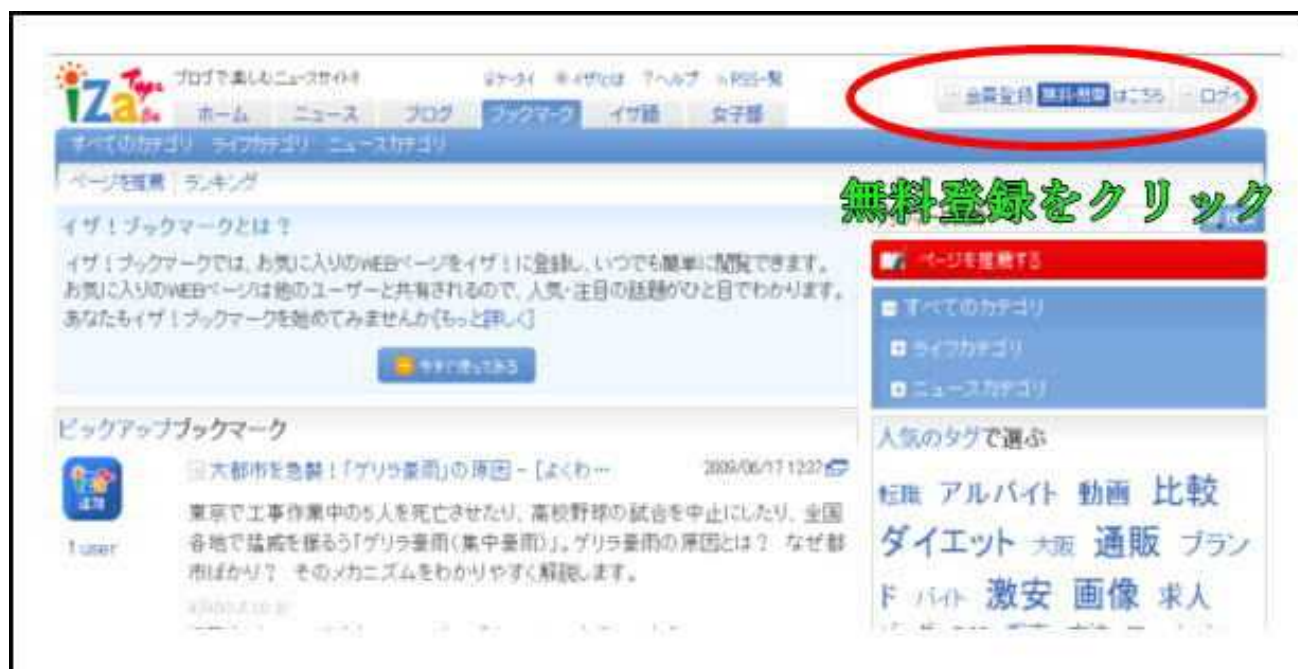 iza Type βια
ブログで楽しむニュースサイト
ケータイ イザ!とは ?ヘルプ RSS一覧
会員登録 無料・簡単 はこちら
ホーム ニュース ブログ ブックマーク イザ語 女子部
すべてのカテゴリ ライフカテゴリ ニュースカテゴリ
ページを推薦 ランキング
無料登録をクリック
イザ!ブックマークとは?
イザ!ブックマークでは、お気に入りのWEBページをイザ!に登録し、いつでも簡単に閲覧できます。
お気に入りのWEBページは他のユーザーと共有されるので、人気・注目の話題がひと目でわかります。
あなたもイザ!ブックマークを始めてみませんか[もっと詳しく]
今すぐ使ってみる
ページを推薦する
すべてのカテゴリ
ライフカテゴリ
ニュースカテゴリ
ピックアップブックマーク
大都市を急襲!「ゲリラ豪雨」の原因 - [よくわ…
2009/06/17 12:27
東京で工事作業中の5人を死亡させたり、高校野球の試合を中止にしたり、全国
各地で猛威を振るう「ゲリラ豪雨(集中豪雨)」。ゲリラ豪雨の原因とは? なぜ都
市ばかり? そのメカニズムをわかりやすく解説します。
1 user
人気のタグで選ぶ
転職 アルバイト 動画 比較
ダイエット 大阪 通販 ブラン
ド バイト 激安 画像 求人